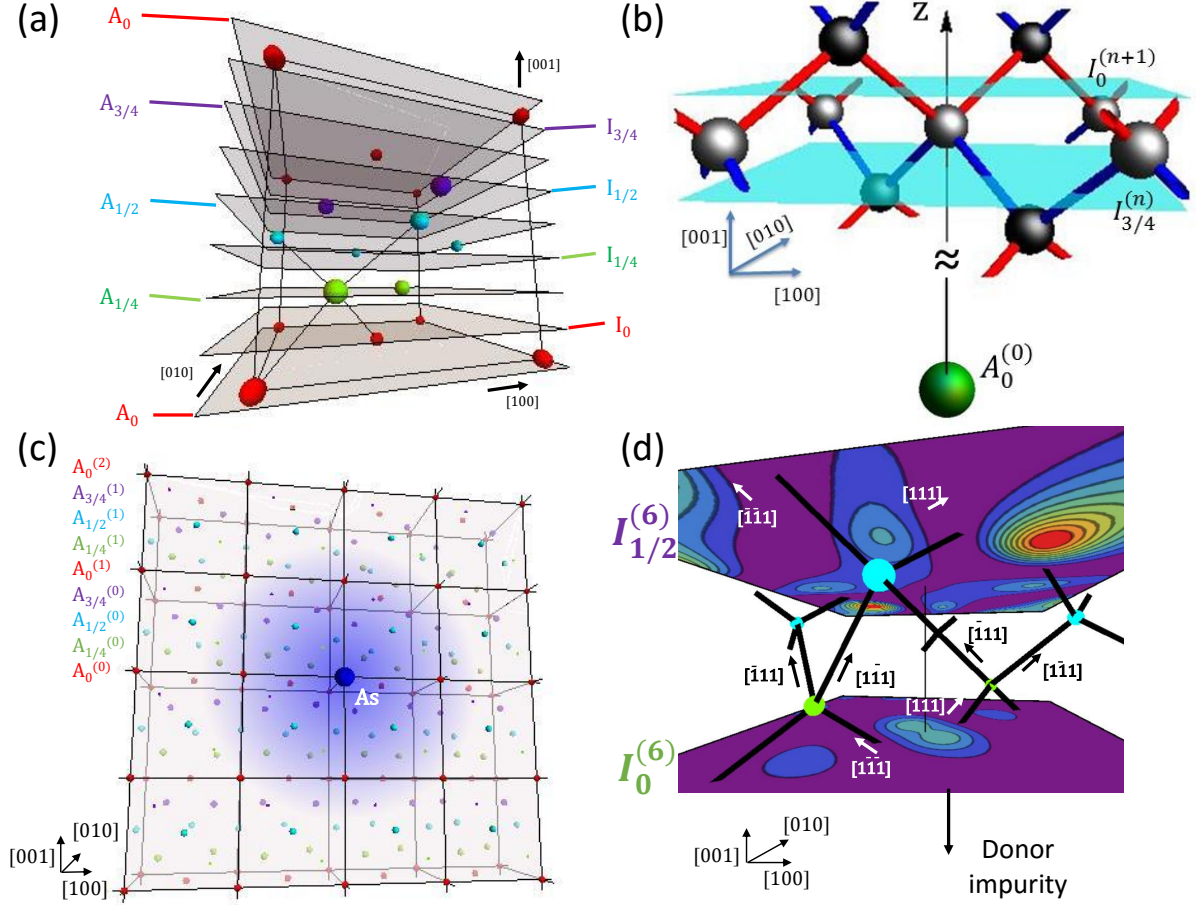 (a)
A₀
A₃/₄
A₁/₂
A₁/₄
A₀
[001]
I₃/₄
I₁/₂
I₁/₄
I₀
[010]
[100]
(b)
z
I₀⁽ⁿ⁺¹⁾
I₃/₄⁽ⁿ⁾
[001]
[010]
[100]
≈
A₀⁽⁰⁾
(c)
A₀⁽²⁾
A₃/₄⁽¹⁾
A₁/₂⁽¹⁾
A₁/₄⁽¹⁾
A₀⁽¹⁾
A₃/₄⁽⁰⁾
A₁/₂⁽⁰⁾
A₁/₄⁽⁰⁾
A₀⁽⁰⁾
As
[010]
[001]
[100]
(d)
I₁/₂⁽⁶⁾
[1̄1̄1]
[111]
[1̄11]
[11̄1]
[1̄11]
[11̄1]
[111]
[11̄1̄]
I₀⁽⁶⁾
[010]
[001]
[100]
Donor
impurity